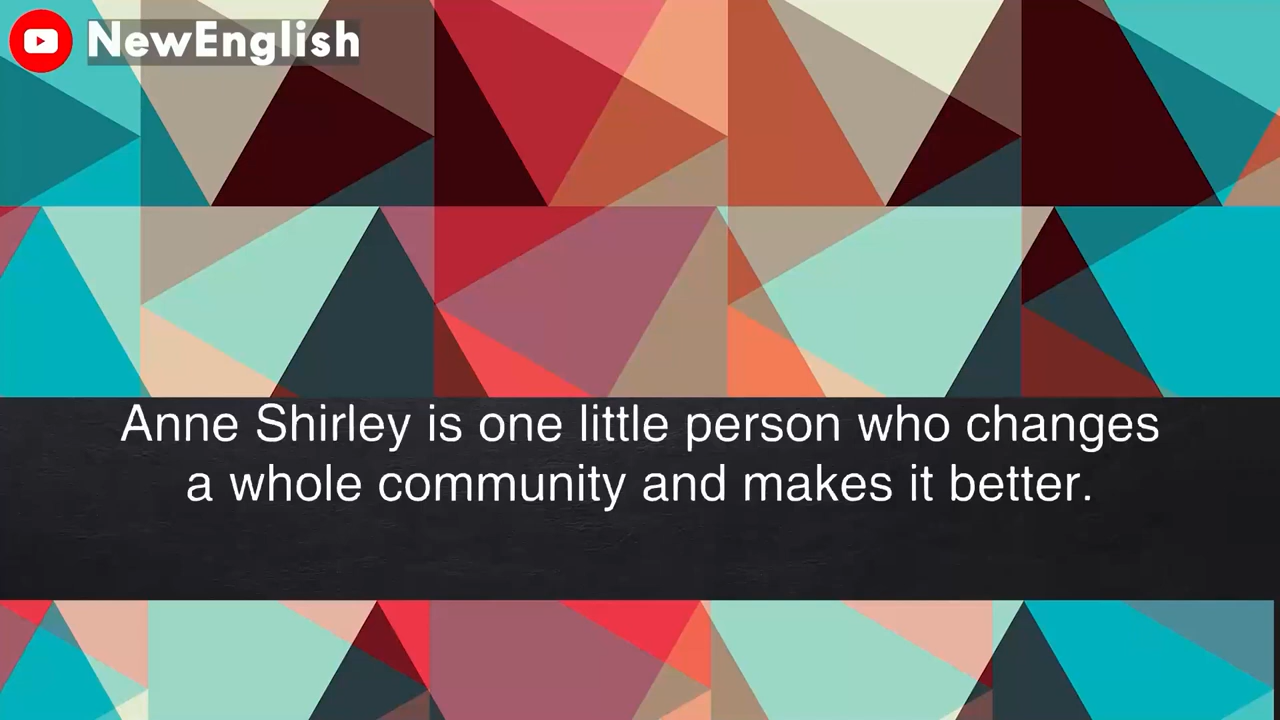 NewEnglish
Anne Shirley is one little person who changes
a whole community and makes it better.